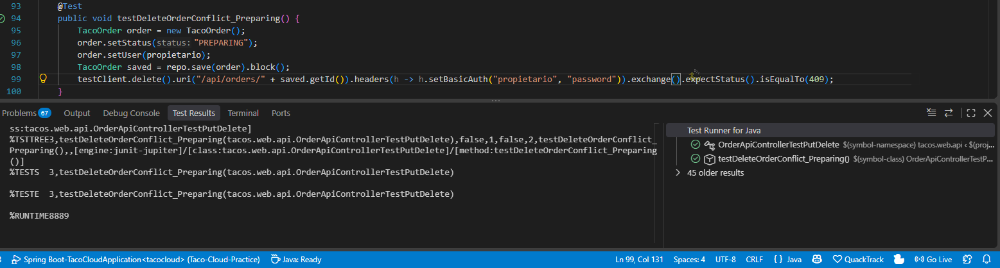 93 @Test
94 public void testDeleteOrderConflict_Preparing() {
95 TacoOrder order = new TacoOrder();
96 order.setStatus(status: "PREPARING");
97 order.setUser(propietario);
98 TacoOrder saved = repo.save(order).block();
99 testClient.delete().uri("/api/orders/" + saved.getId()).headers(h -> h.setBasicAuth("propietario", "password")).exchange().expectStatus().isEqualTo(409);
100 }
Problems 67 Output Debug Console Test Results Terminal Ports
ss:tacos.web.api.OrderApiControllerTestPutDelete]
%TSTTREE3,testDeleteOrderConflict_Preparing(tacos.web.api.OrderApiControllerTestPutDelete),false,1,false,2,testDeleteOrderConflict_
Preparing(),,[engine:junit-jupiter]/[class:tacos.web.api.OrderApiControllerTestPutDelete]/[method:testDeleteOrderConflict_Preparing
()]
%TESTS 3,testDeleteOrderConflict_Preparing(tacos.web.api.OrderApiControllerTestPutDelete)
%TESTE 3,testDeleteOrderConflict_Preparing(tacos.web.api.OrderApiControllerTestPutDelete)
%RUNTIME8889
Test Runner for Java
OrderApiControllerTestPutDelete $(symbol-namespace) tacos.web.api < $(proj...
testDeleteOrderConflict_Preparing() $(symbol-class) OrderApiControllerTestP...
45 older results
Spring Boot-TacoCloudApplication<tacocloud> (Taco-Cloud-Practice) Java: Ready Ln 99, Col 131 Spaces: 4 UTF-8 CRLF { } Java QuackTrack Go Live